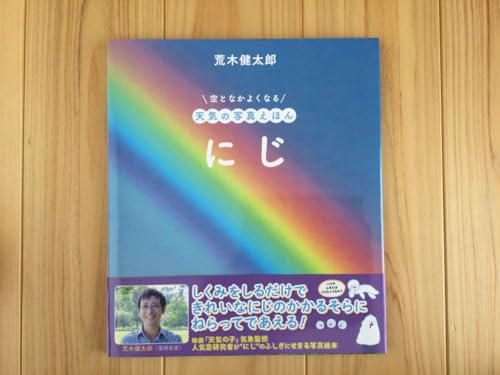 荒木健太郎
\ 空となかよくなる /
天気の写真えほん
にじ
しくみをしるだけで
きれいなにじのかかるそらに
ねらってであえる!
映画「天気の子」気象監修
人気雲研究者が“にじ”のふしぎにせまる写真絵本
荒木健太郎(雲研究者)